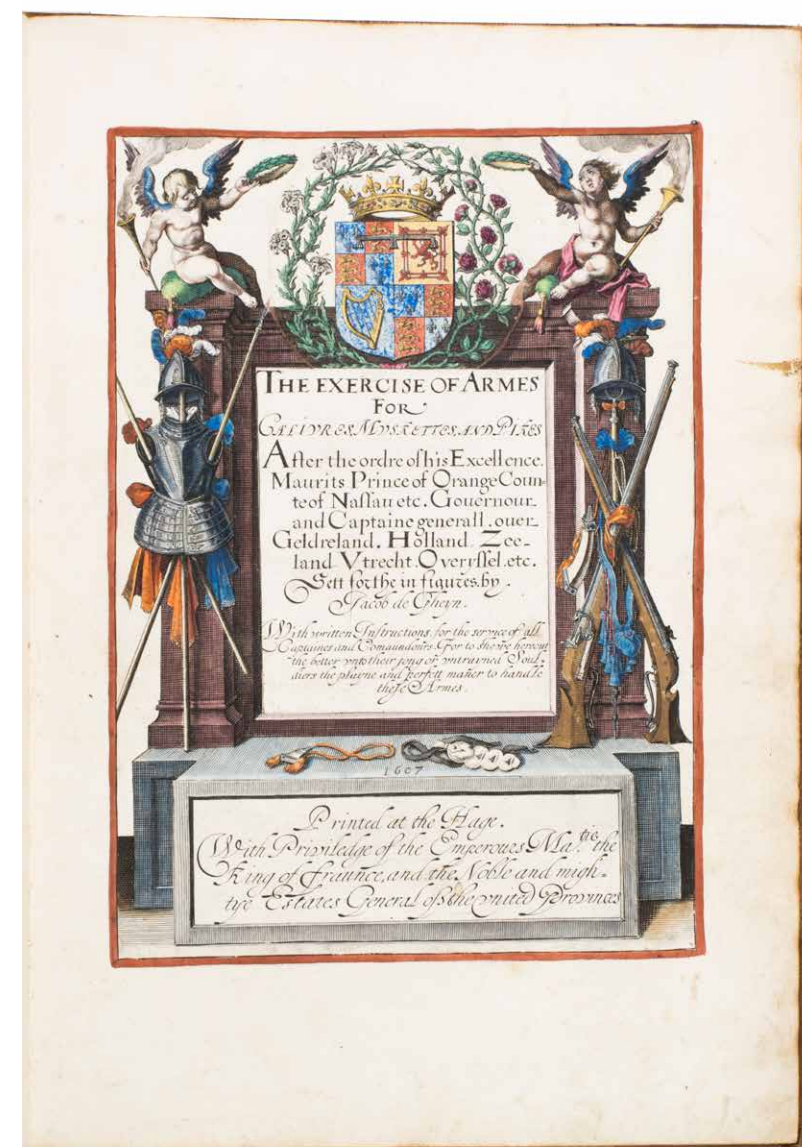 THE EXERCISE OF ARMES
FOR
CALIVRES MVSKETTES AND PIKES
After the ordre of his Excellence.
Maurits Prince of Orange Coun-
te of Nassau etc. Gouernour
and Captaine generall. ouer
Geldreland. Holland Zee-
land Vtrecht. Overyssel. etc.
Sett forthe in figures. by.
Jacob de Gheyn.
With written Instructions. for the service of all
Captaines and Comaundours. For to shewe hereout
the better vnto their jong or vntrayned Soul-
diers the playne and perfett maner to handle
these Armes.
1607
Printed at the Hage.
With Priviledge of the Emperoues Ma.tie the
King of fraunce, and the Noble and migh-
tye Estates General of the vnited Provinces